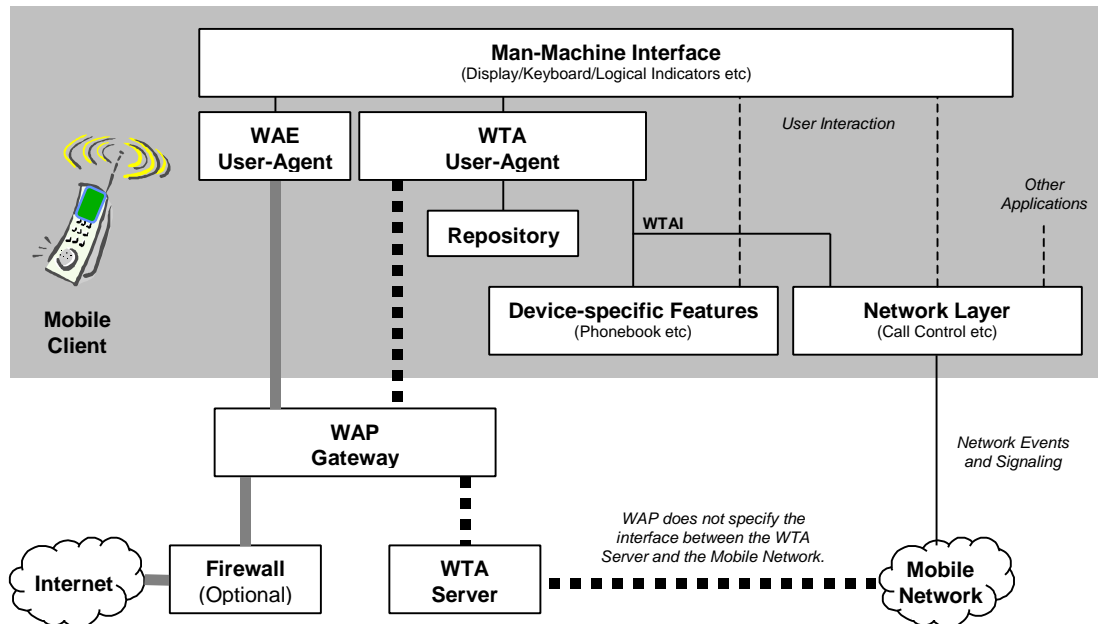 Man-Machine Interface
(Display/Keyboard/Logical Indicators etc)
WAE
User-Agent
WTA
User-Agent
User Interaction
Other
Applications
Repository
WTAI
Device-specific Features
(Phonebook etc)
Network Layer
(Call Control etc)
Mobile
Client
WAP
Gateway
Network Events
and Signaling
WAP does not specify the
interface between the WTA
Server and the Mobile Network.
Internet
Firewall
(Optional)
WTA
Server
Mobile
Network